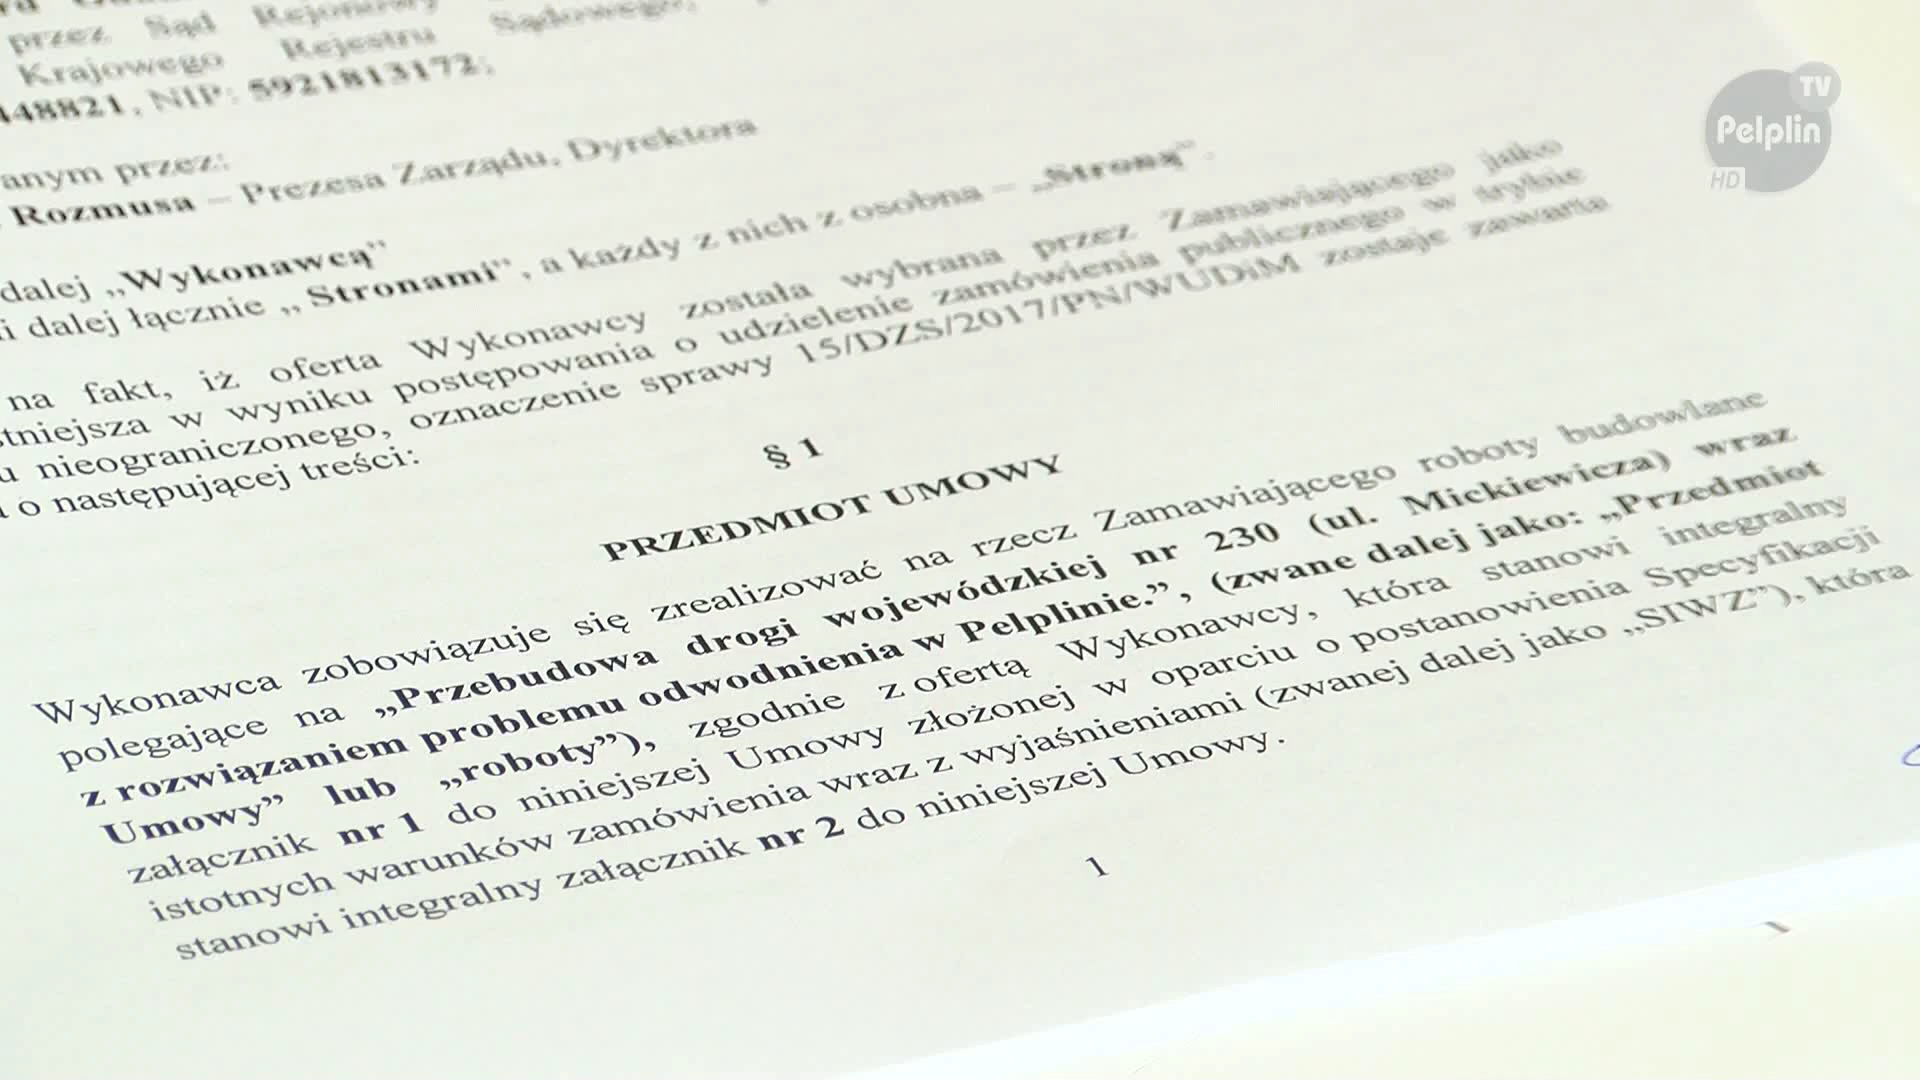 przez Sąd Rejonowy
Krajowego Rejestru Sądowego,
148821, NIP: 5921813172;
anym przez:
Rozmusa – Prezesa Zarządu, Dyrektora
dalej „Wykonawcą”
i dalej łącznie „Stronami”, a każdy z nich z osobna – „Stroną”.
na fakt, iż oferta Wykonawcy została wybrana przez Zamawiającego jako
stniejsza w wyniku postępowania o udzielenie zamówienia publicznego w trybie
u nieograniczonego, oznaczenie sprawy 15/DZS/2017/PN/WUDiM zostaje zawarta
o następującej treści:
§ 1
PRZEDMIOT UMOWY
Wykonawca zobowiązuje się zrealizować na rzecz Zamawiającego roboty budowlane
polegające na „Przebudowa drogi wojewódzkiej nr 230 (ul. Mickiewicza) wraz
z rozwiązaniem problemu odwodnienia w Pelplinie.”, (zwane dalej jako: „Przedmiot
Umowy” lub „roboty”), zgodnie z ofertą Wykonawcy, która stanowi integralny
załącznik nr 1 do niniejszej Umowy złożonej w oparciu o postanowienia Specyfikacji
istotnych warunków zamówienia wraz z wyjaśnieniami (zwanej dalej jako „SIWZ”), która
stanowi integralny załącznik nr 2 do niniejszej Umowy.
1
TV
Pelplin
HD